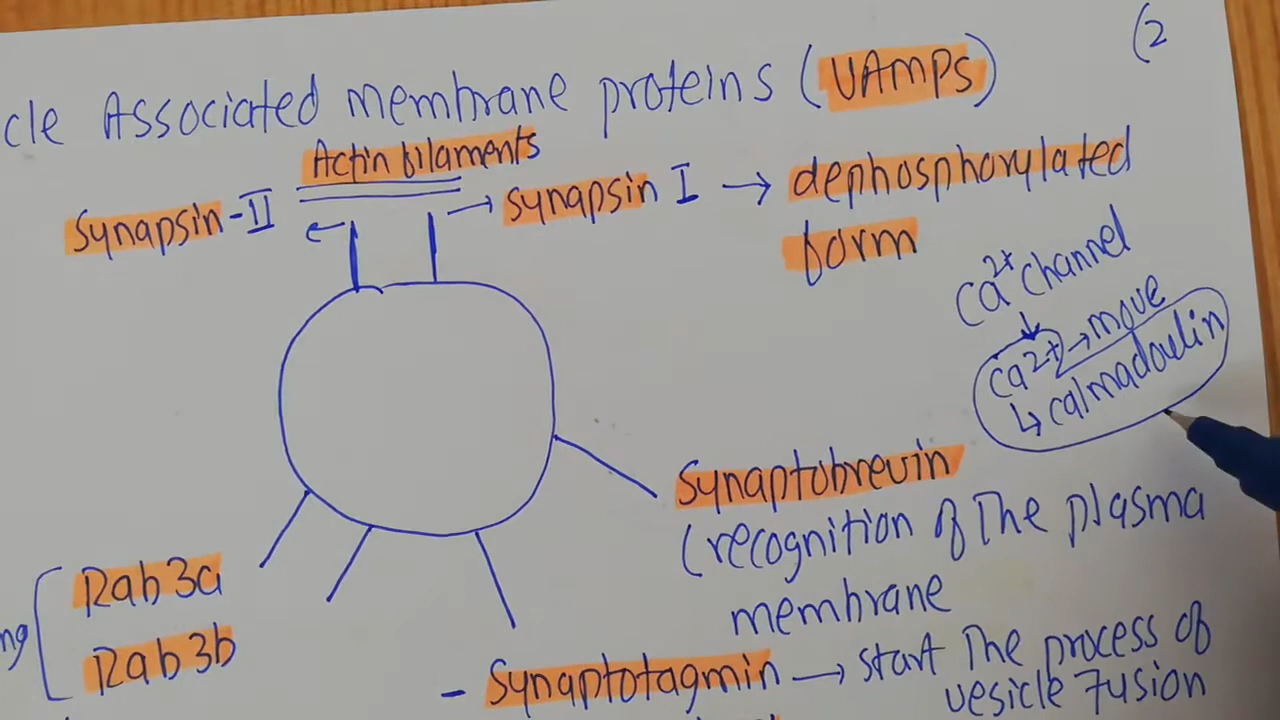 (2
cle Associated membrane proteins (VAMPs)
Actin filaments
Synapsin-II
synapsin I → dephosphorylated
form
Ca2+ channel
Ca2+ → move
↳ calmadoulin
Synaptobrevin
(recognition of The plasma
membrane
Rab3a
ng
Rab3b
- Synaptotagmin → start The process of
vesicle fusion